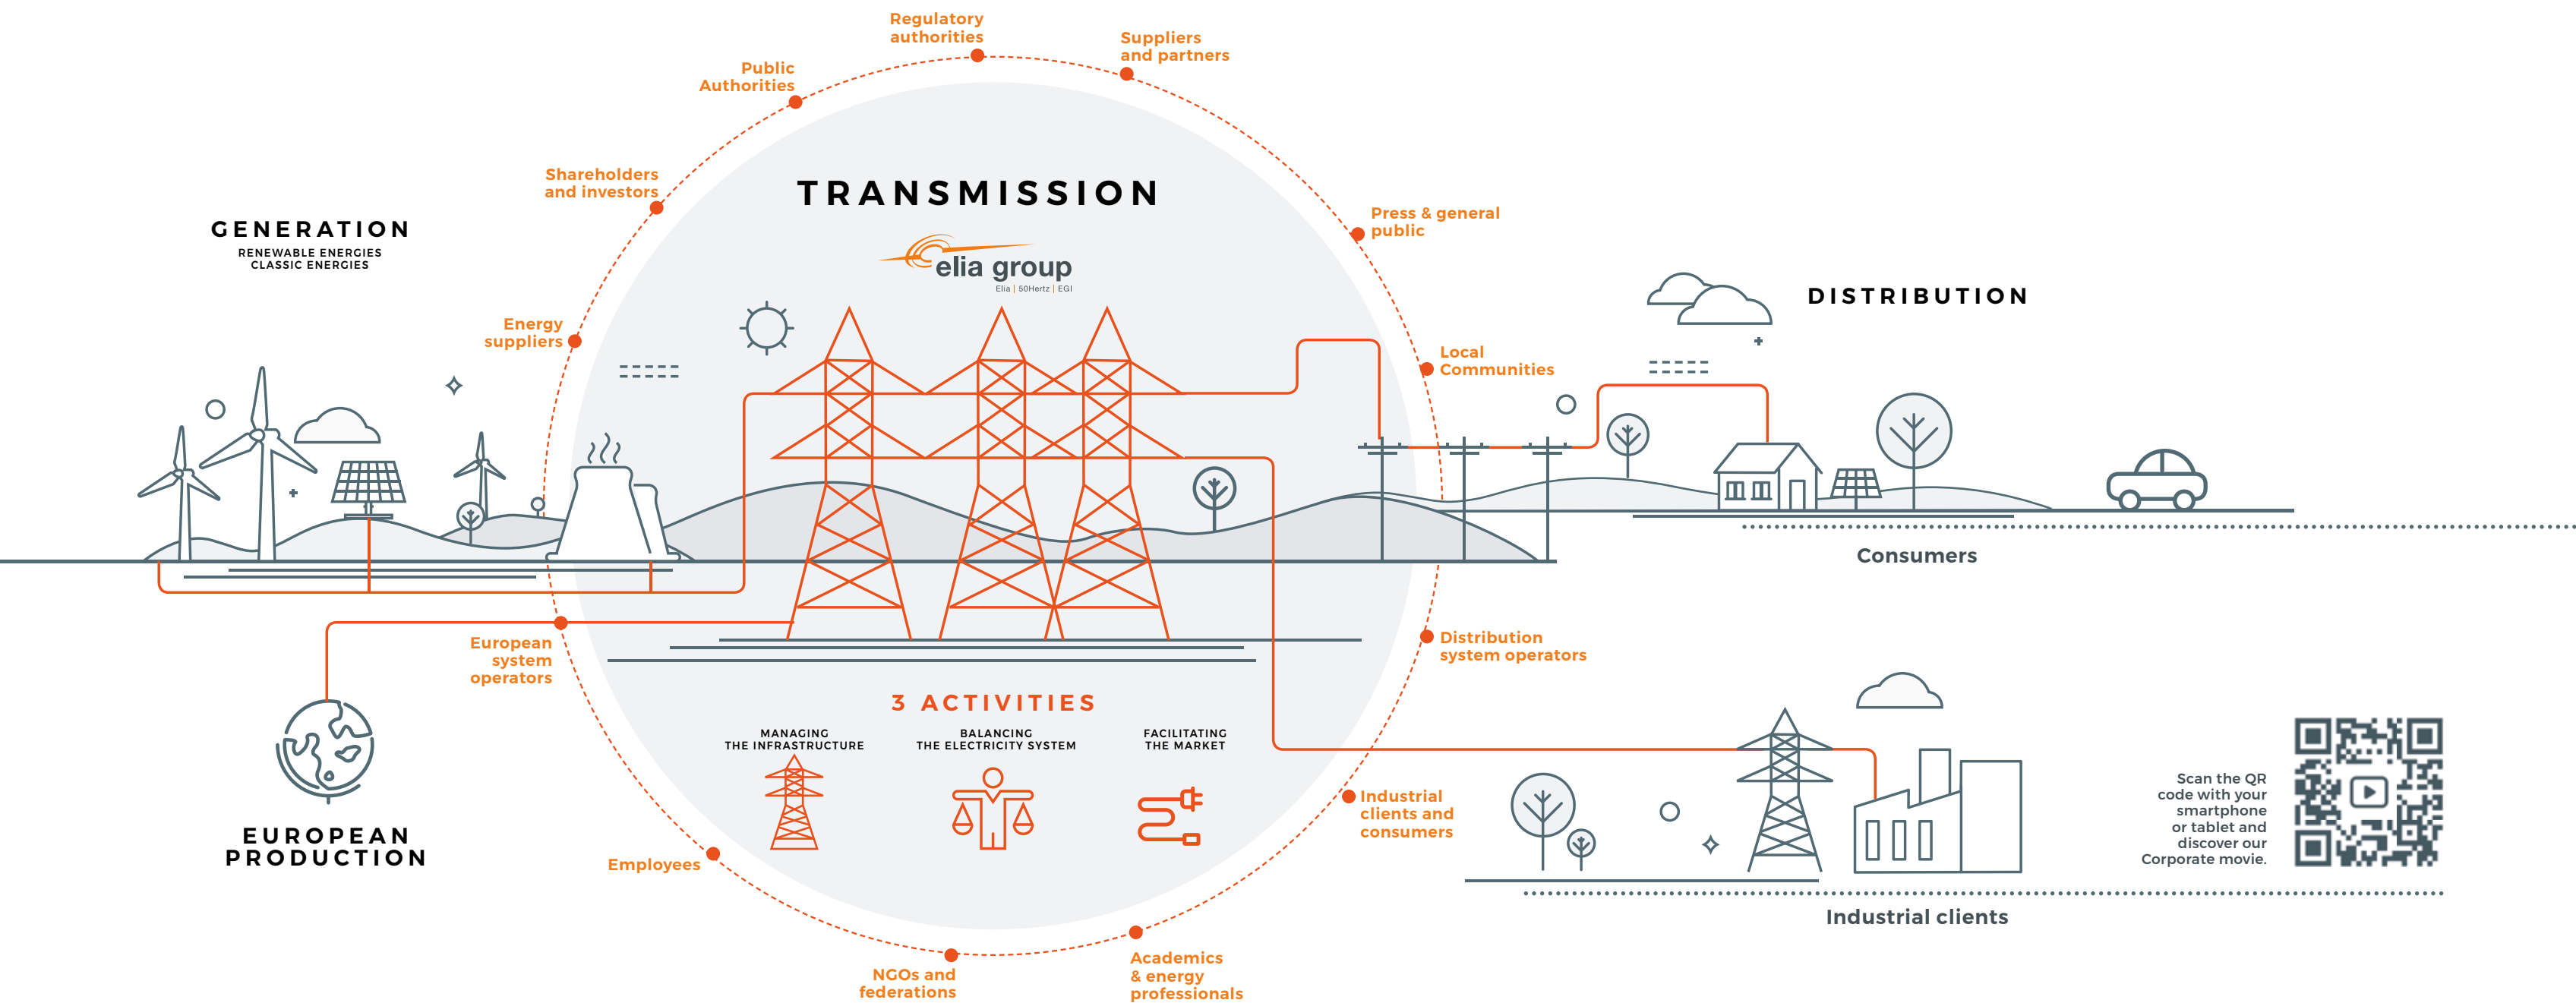 Regulatory
authorities
Suppliers
and partners
Public
Authorities
Shareholders
and investors
TRANSMISSION
elia group
Elia | 50Hertz | EGI
Press & general
public
GENERATION
RENEWABLE ENERGIES
CLASSIC ENERGIES
DISTRIBUTION
Energy
suppliers
Local
Communities
Consumers
European
system
operators
Distribution
system operators
3 ACTIVITIES
MANAGING
THE INFRASTRUCTURE
BALANCING
THE ELECTRICITY SYSTEM
FACILITATING
THE MARKET
EUROPEAN
PRODUCTION
Industrial
clients and
consumers
Scan the QR
code with your
smartphone
or tablet and
discover our
Corporate movie.
Employees
Industrial clients
NGOs and
federations
Academics
& energy
professionals